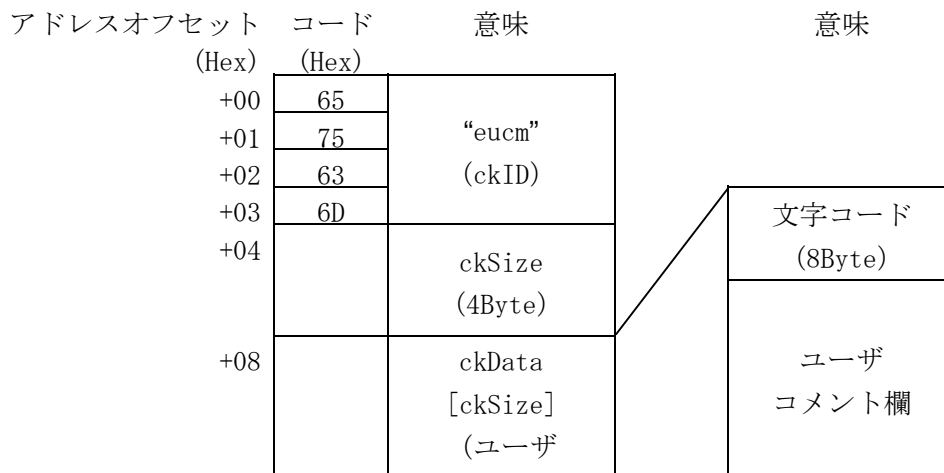 アドレスオフセット コード 意味 意味
(Hex) (Hex)
+00 65
+01 75 “eucm”
+02 63 (ckID)
+03 6D 文字コード
+04 ckSize (8Byte)
(4Byte)
+08 ckData ユーザ
[ckSize] コメント欄
(ユーザ